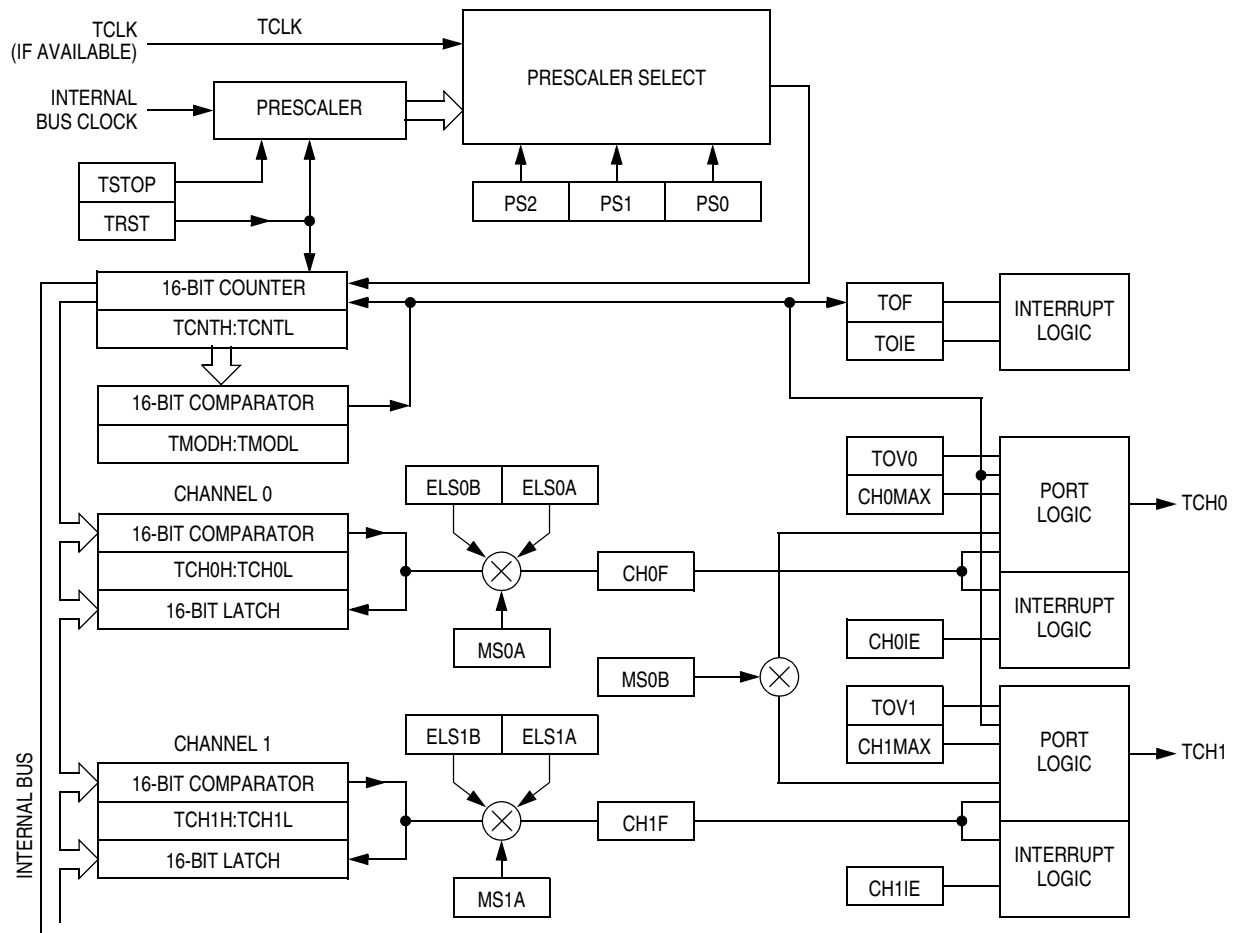 TCLK
(IF AVAILABLE)
TCLK
PRESCALER SELECT
INTERNAL
BUS CLOCK
PRESCALER
TSTOP
TRST
PS2
PS1
PS0
16-BIT COUNTER
TCNTH:TCNTL
TOF
TOIE
INTERRUPT
LOGIC
16-BIT COMPARATOR
TMODH:TMODL
CHANNEL 0
16-BIT COMPARATOR
TCH0H:TCH0L
16-BIT LATCH
ELS0B
ELS0A
MS0A
CH0F
TOV0
CH0MAX
PORT
LOGIC
TCH0
INTERRUPT
LOGIC
CH0IE
MS0B
CHANNEL 1
16-BIT COMPARATOR
TCH1H:TCH1L
16-BIT LATCH
ELS1B
ELS1A
MS1A
CH1F
TOV1
CH1MAX
PORT
LOGIC
TCH1
INTERRUPT
LOGIC
CH1IE
INTERNAL BUS